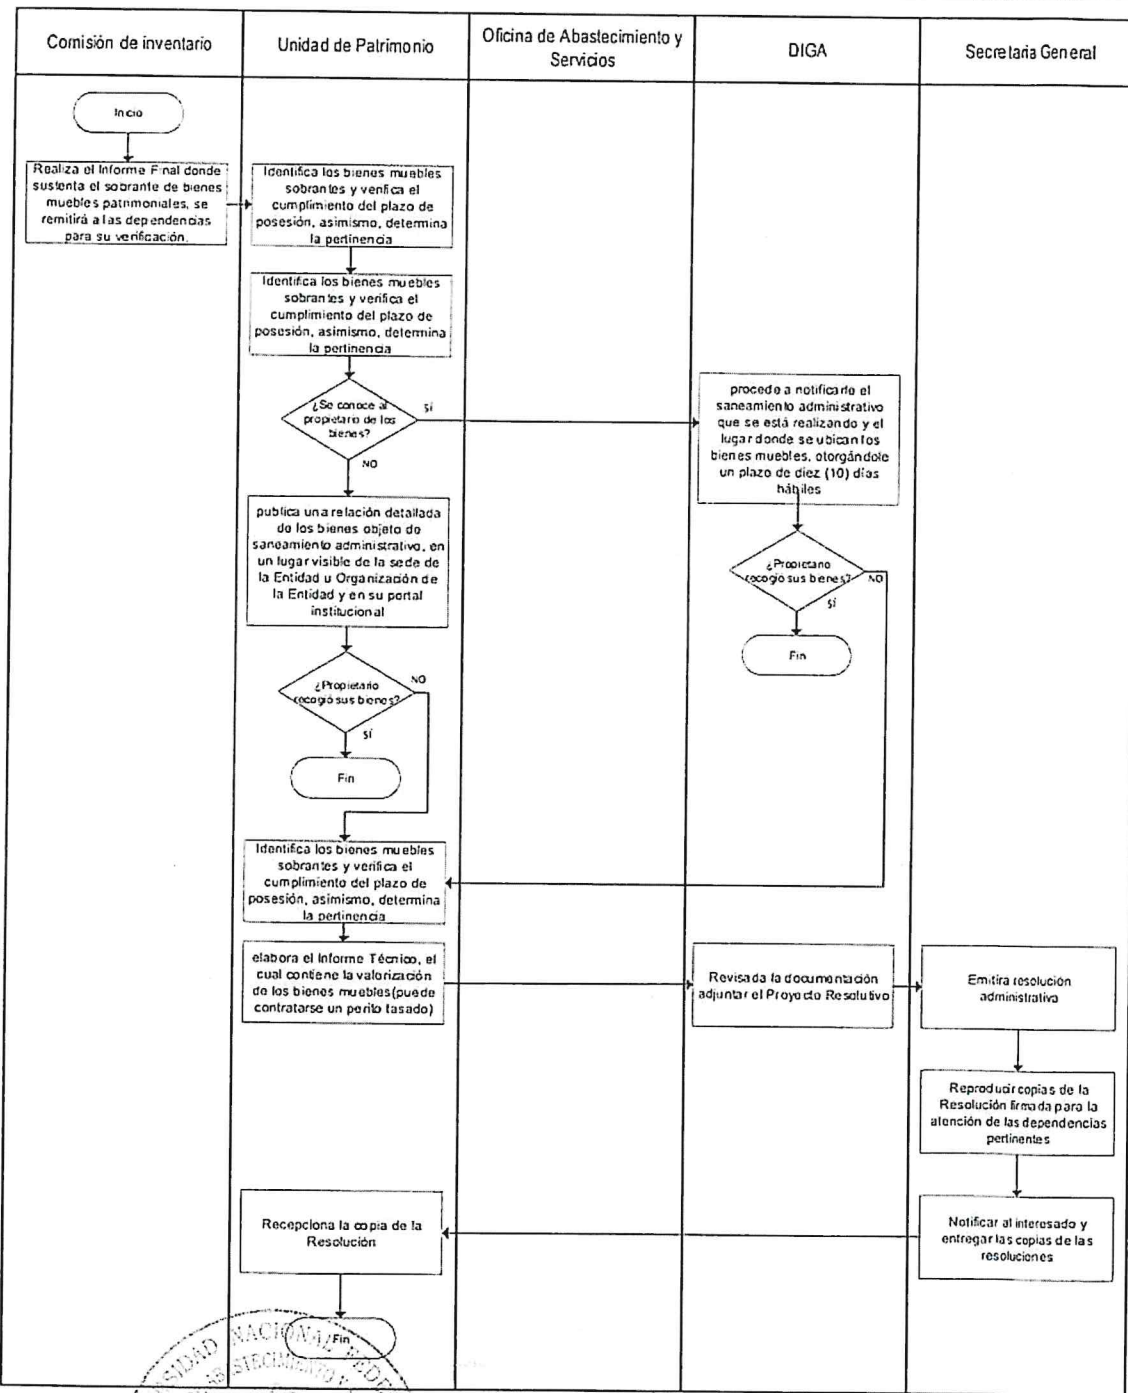 Comisión de inventario
Unidad de Patrimonio
Oficina de Abastecimiento y
Servicios
DIGA
Secretaria General
Inicio
Realiza el Informe Final donde
sustenta el sobrante de bienes
muebles patrimoniales, se
remitirá a las dependencias
para su verificación.
Identifica los bienes muebles
sobrantes y verifica el
cumplimiento del plazo de
posesión, asimismo, determina
la pertinencia
Identifica los bienes muebles
sobrantes y verifica el
cumplimiento del plazo de
posesión, asimismo, determina
la pertinencia
¿Se conoce al
propietario de los
bienes?
SÍ
NO
procede a notificarle el
saneamiento administrativo
que se está realizando y el
lugar donde se ubican los
bienes muebles, otorgándole
un plazo de diez (10) días
hábiles
¿Propietario
recogió sus bienes?
NO
SÍ
Fin
publica una relación detallada
de los bienes objeto de
saneamiento administrativo, en
un lugar visible de la sede de
la Entidad u Organización de
la Entidad y en su portal
institucional
¿Propietario
recogió sus bienes?
NO
SÍ
Fin
Identifica los bienes muebles
sobrantes y verifica el
cumplimiento del plazo de
posesión, asimismo, determina
la pertinencia
elabora el Informe Técnico, el
cual contiene la valorización
de los bienes muebles(puede
contratarse un perito tasado)
Revisada la documentación
adjuntar el Proyecto Resolutivo
Emitira resolución
administrativa
Reproducir copias de la
Resolución firmada para la
atención de las dependencias
pertinentes
Notificar al interesado y
entregar las copias de las
resoluciones
Recepciona la copia de la
Resolución
Fin
NACIONAL